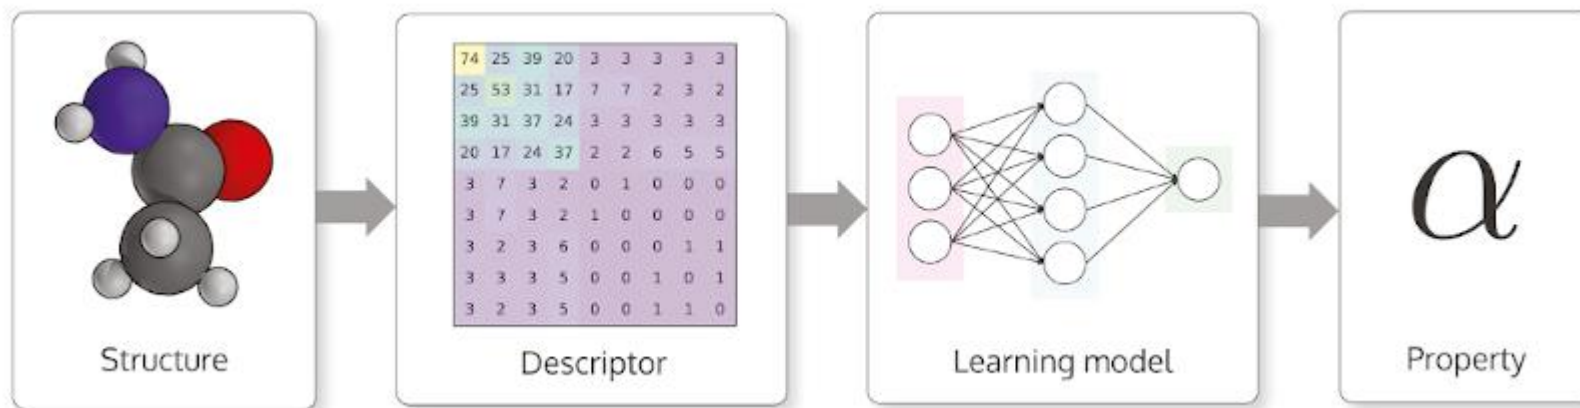 74 25 39 20 3 3 3 3 3
25 53 31 17 7 7 2 3 2
39 31 37 24 3 3 3 3 3
20 17 24 37 2 2 6 5 5
3 7 3 2 0 1 0 0 0
3 7 3 2 1 0 0 0 0
3 2 3 6 0 0 0 1 1
3 3 3 5 0 0 1 0 1
3 2 3 5 0 0 1 1 0
α
Structure
Descriptor
Learning model
Property